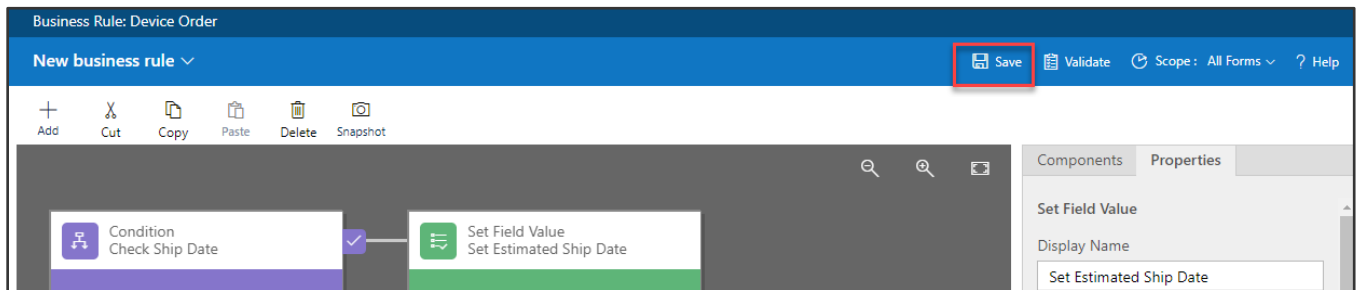 Business Rule: Device Order
New business rule
Save Validate Scope : All Forms ? Help
Add Cut Copy Paste Delete Snapshot
Components Properties
Condition
Check Ship Date
Set Field Value
Set Estimated Ship Date
Set Field Value
Display Name
Set Estimated Ship Date